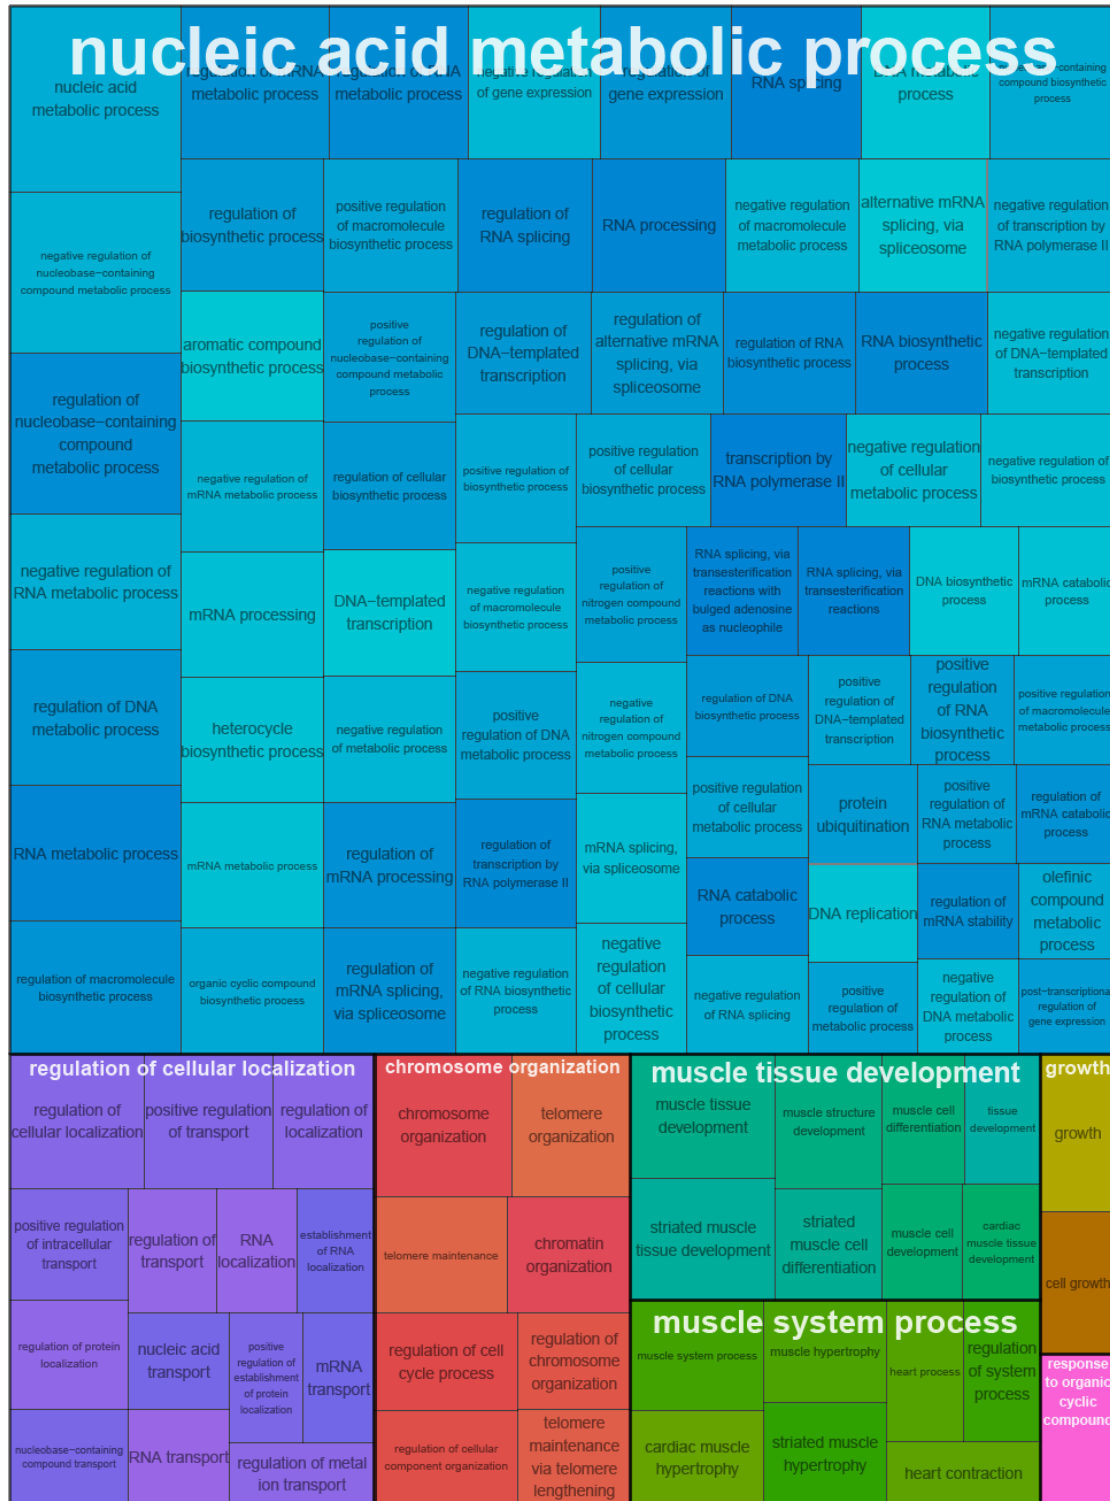 nucleic acid metabolic process
nucleic acid
metabolic process
regulation of mRNA
metabolic process
regulation of RNA
metabolic process
negative regulation
of gene expression
regulation of
gene expression
RNA splicing
DNA metabolic
process
-containing
compound biosynthetic
process
negative regulation of
nucleobase-containing
compound metabolic process
regulation of
biosynthetic process
positive regulation
of macromolecule
biosynthetic process
regulation of
RNA splicing
RNA processing
negative regulation
of macromolecule
metabolic process
alternative mRNA
splicing, via
spliceosome
negative regulation
of transcription by
RNA polymerase II
aromatic compound
biosynthetic process
positive
regulation of
nucleobase-containing
compound metabolic
process
regulation of
DNA-templated
transcription
regulation of
alternative mRNA
splicing, via
spliceosome
regulation of RNA
biosynthetic process
RNA biosynthetic
process
negative regulation
of DNA-templated
transcription
regulation of
nucleobase-containing
compound
metabolic process
negative regulation of
mRNA metabolic process
regulation of cellular
biosynthetic process
positive regulation of
biosynthetic process
positive regulation
of cellular
biosynthetic process
transcription by
RNA polymerase II
negative regulation
of cellular
metabolic process
negative regulation of
biosynthetic process
negative regulation of
RNA metabolic process
mRNA processing
DNA-templated
transcription
negative regulation
of macromolecule
biosynthetic process
positive
regulation of
nitrogen compound
metabolic process
RNA splicing, via
transesterification
reactions with
bulged adenosine
as nucleophile
RNA splicing, via
transesterification
reactions
DNA biosynthetic
process
mRNA catabolic
process
regulation of DNA
metabolic process
heterocycle
biosynthetic process
negative regulation
of metabolic process
positive
regulation of DNA
metabolic process
negative
regulation of
nitrogen compound
metabolic process
regulation of DNA
biosynthetic process
positive
regulation of
DNA-templated
transcription
positive
regulation
of RNA
biosynthetic
process
positive regulation
of macromolecule
metabolic process
positive regulation
of cellular
metabolic process
protein
ubiquitination
positive
regulation of
RNA metabolic
process
regulation of
mRNA catabolic
process
RNA metabolic process
mRNA metabolic process
regulation of
mRNA processing
regulation of
transcription by
RNA polymerase II
mRNA splicing,
via spliceosome
RNA catabolic
process
DNA replication
regulation of
mRNA stability
olefinic
compound
metabolic
process
regulation of macromolecule
biosynthetic process
organic cyclic compound
biosynthetic process
regulation of
mRNA splicing,
via spliceosome
negative regulation
of RNA biosynthetic
process
negative
regulation
of cellular
biosynthetic
process
negative regulation
of RNA splicing
positive
regulation of
metabolic process
negative
regulation of
DNA metabolic
process
post-transcriptional
regulation of
gene expression
regulation of cellular localization
regulation of
cellular localization
positive regulation
of transport
regulation of
localization
positive regulation
of intracellular
transport
regulation of
transport
RNA
localization
establishment
of RNA
localization
regulation of protein
localization
nucleic acid
transport
positive
regulation of
establishment
of protein
localization
mRNA
transport
nucleobase-containing
compound transport
RNA transport
regulation of metal
ion transport
chromosome organization
chromosome
organization
telomere
organization
telomere maintenance
chromatin
organization
regulation of cell
cycle process
regulation of
chromosome
organization
regulation of cellular
component organization
telomere
maintenance
via telomere
lengthening
muscle tissue development
muscle tissue
development
muscle structure
development
muscle cell
differentiation
tissue
development
striated muscle
tissue development
striated
muscle cell
differentiation
muscle cell
development
cardiac
muscle tissue
development
muscle system process
muscle system process
muscle hypertrophy
heart process
regulation
of system
process
cardiac muscle
hypertrophy
striated muscle
hypertrophy
heart contraction
growth
growth
cell growth
response
to organic
cyclic
compound